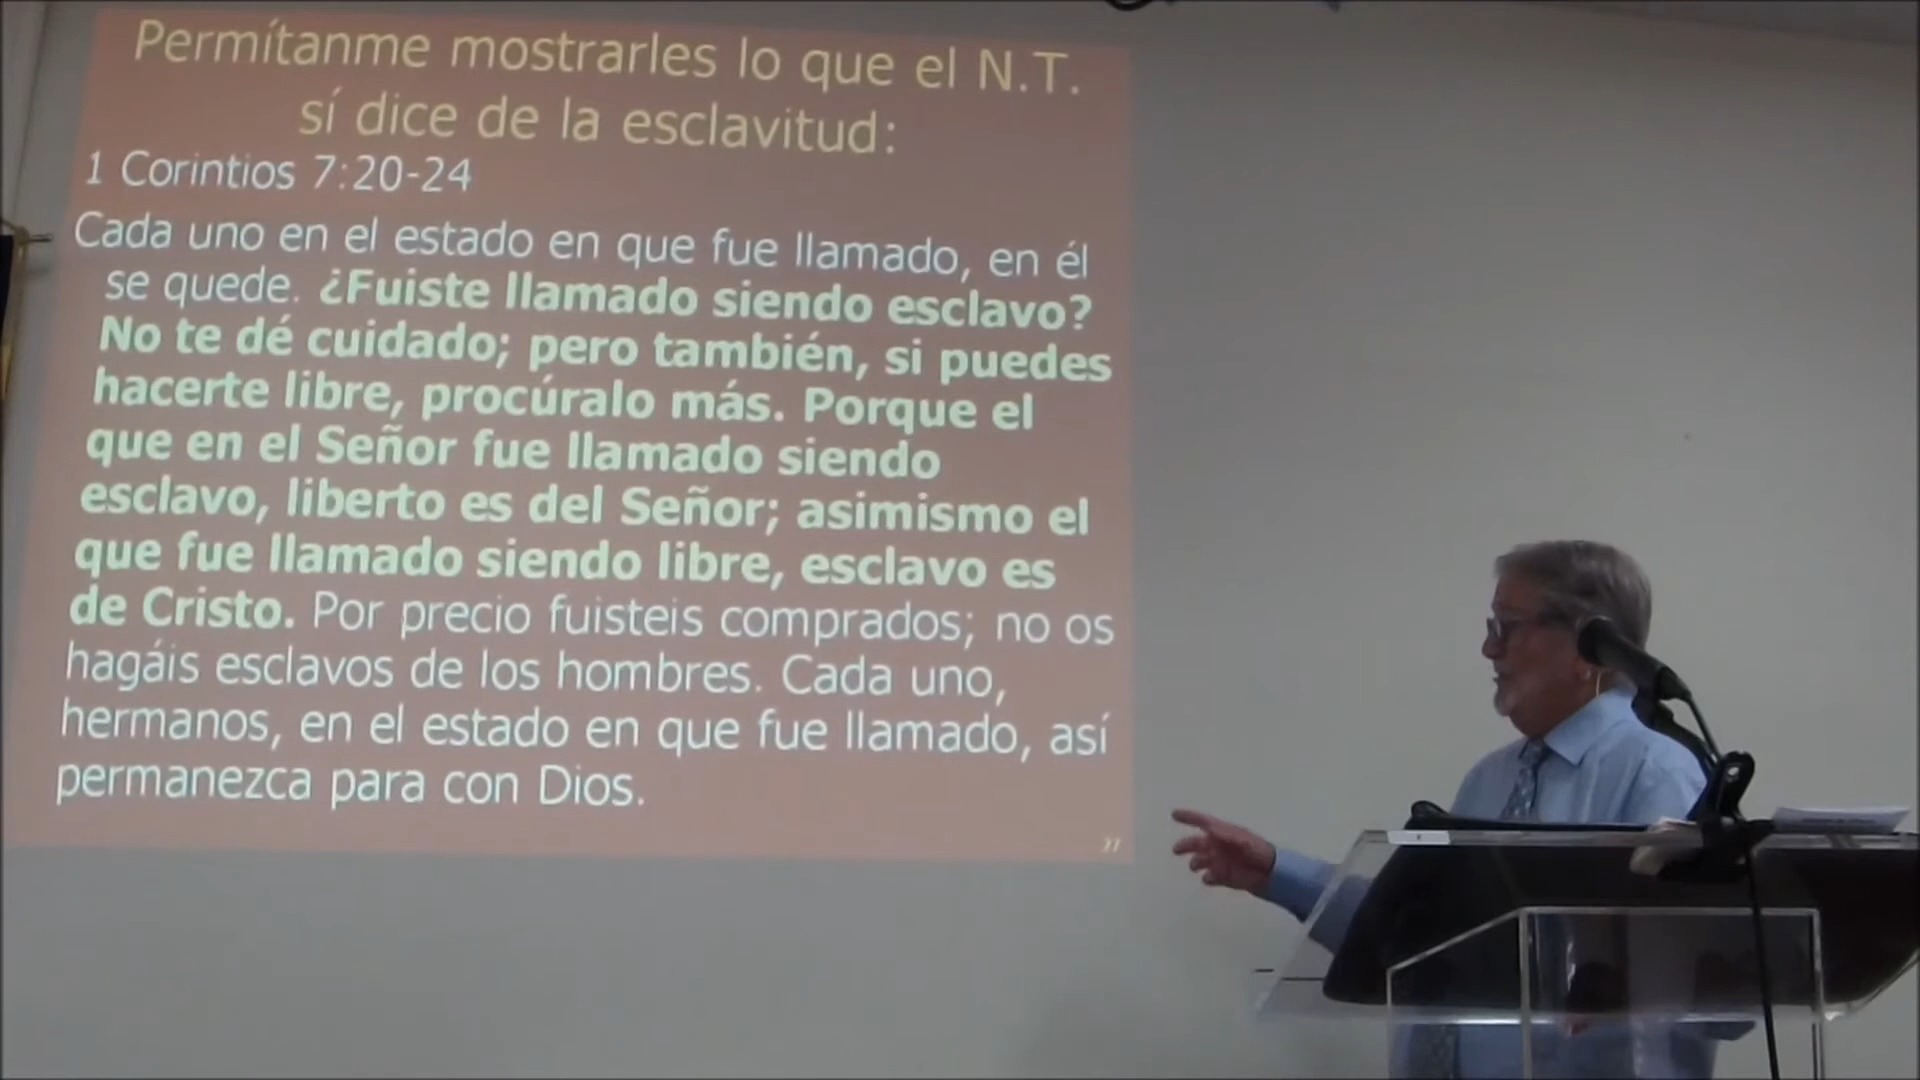 Permítanme mostrarles lo que el N.T.
sí dice de la esclavitud:
1 Corintios 7:20-24
Cada uno en el estado en que fue llamado, en él
se quede. ¿Fuiste llamado siendo esclavo?
No te dé cuidado; pero también, si puedes
hacerte libre, procúralo más. Porque el
que en el Señor fue llamado siendo
esclavo, liberto es del Señor; asimismo el
que fue llamado siendo libre, esclavo es
de Cristo. Por precio fuisteis comprados; no os
hagáis esclavos de los hombres. Cada uno,
hermanos, en el estado en que fue llamado, así
permanezca para con Dios.
77